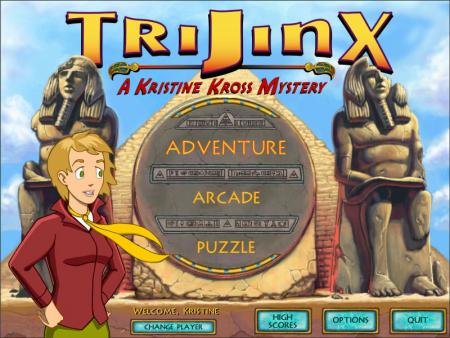 TRIJINX
A KRISTINE KROSS MYSTERY
ADVENTURE
ARCADE
PUZZLE
WELCOME, KRISTINE
CHANGE PLAYER
HIGH
SCORES
OPTIONS
QUIT